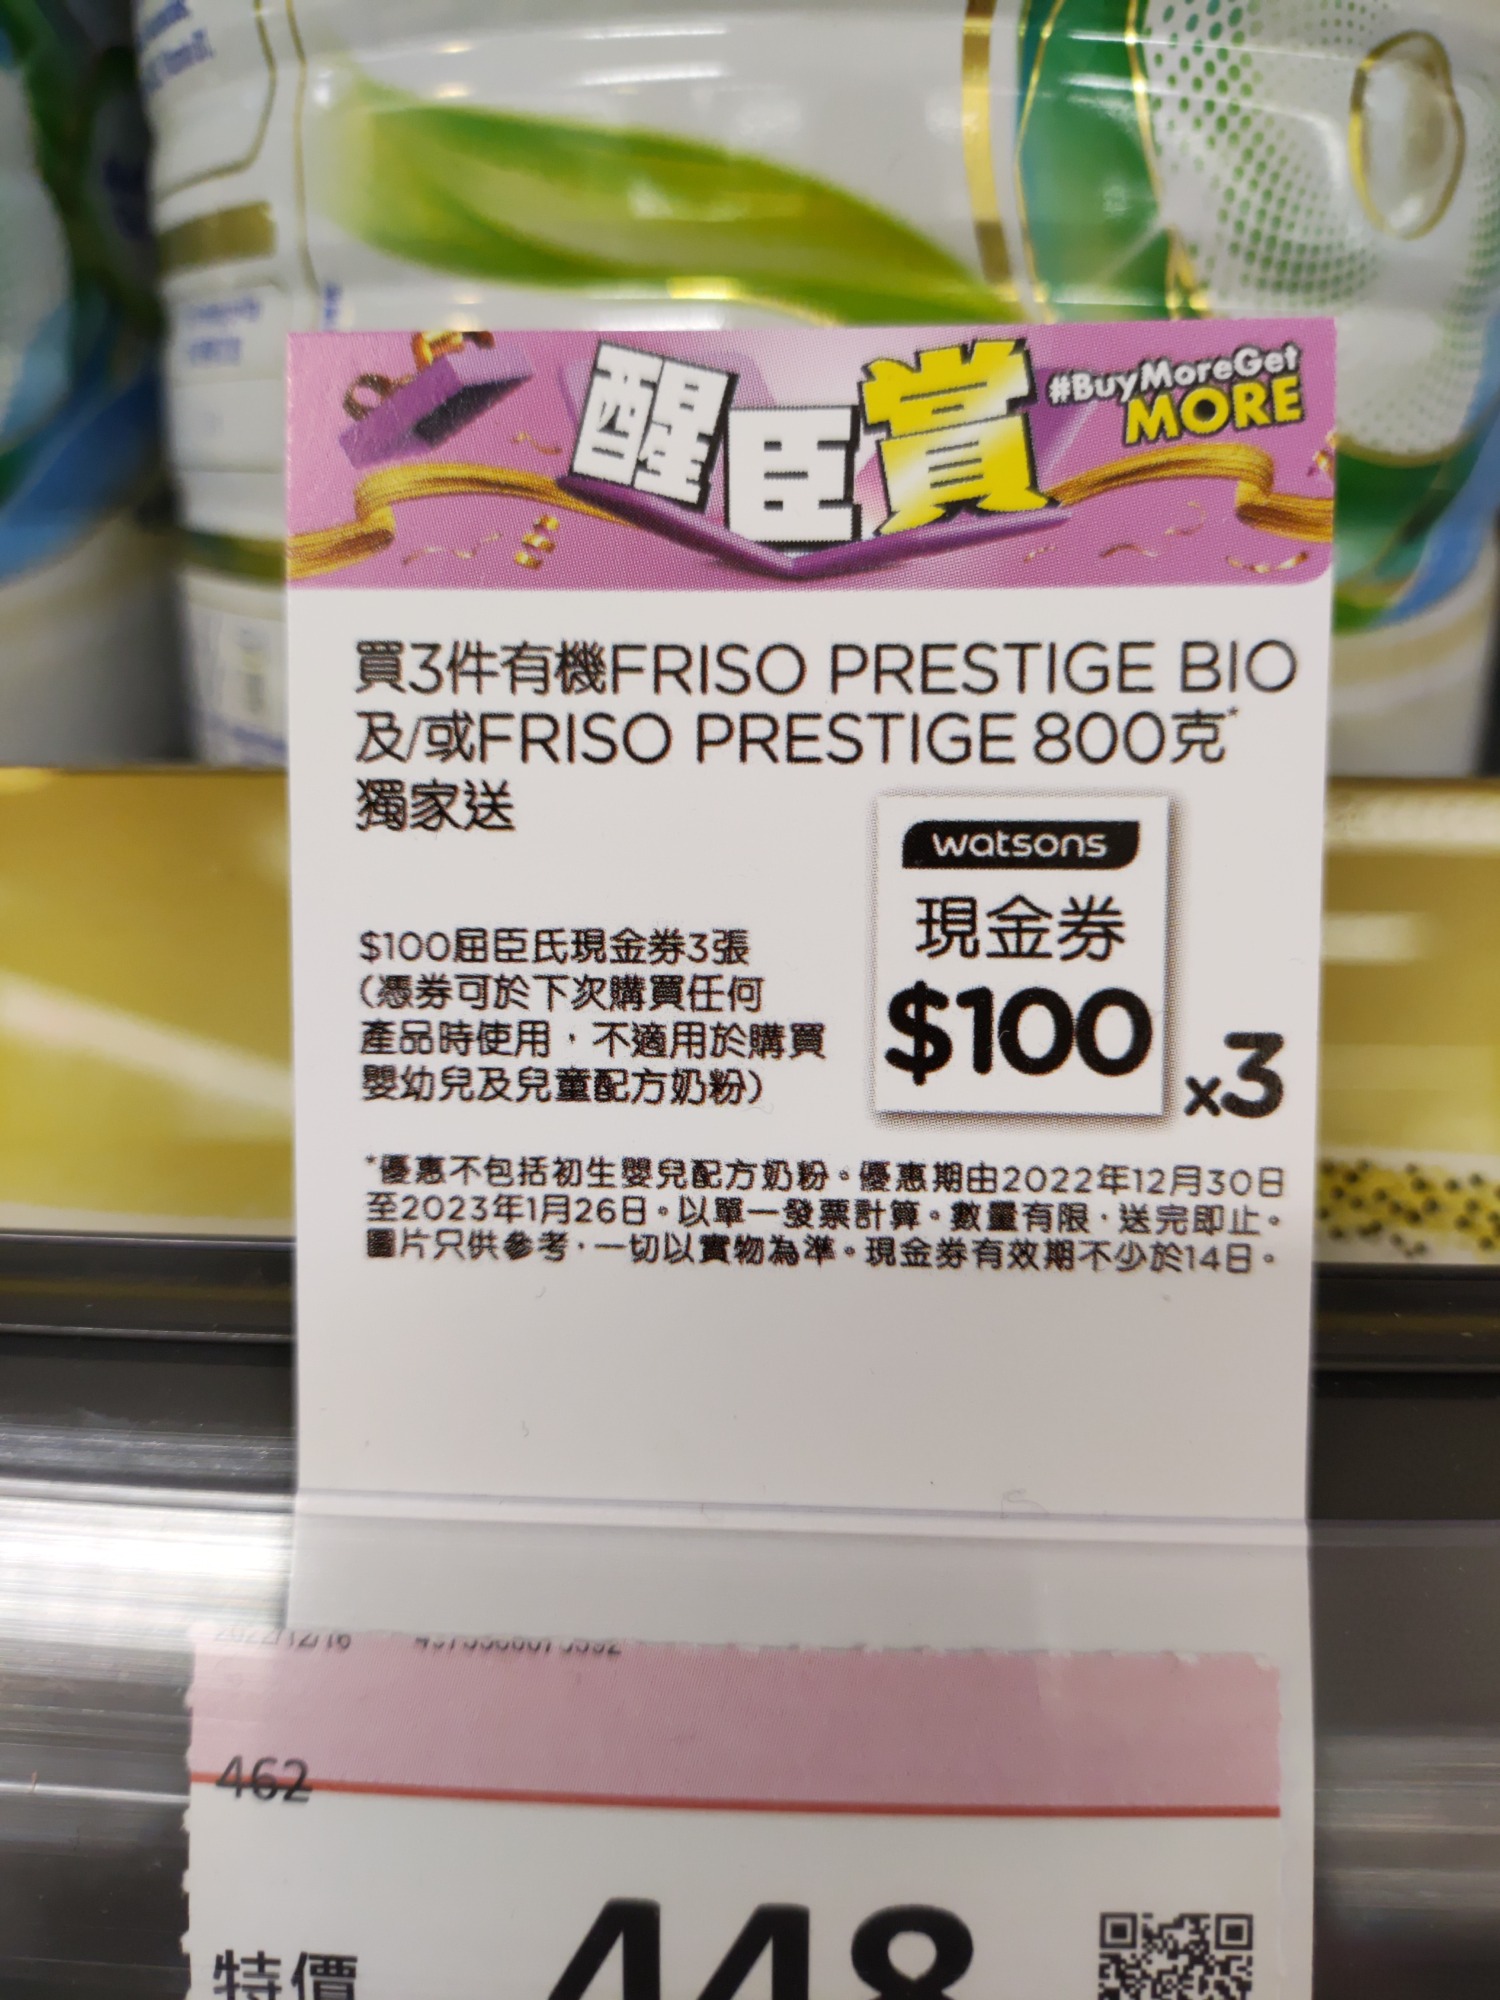 醒臣賞
#BuyMoreGet
MORE
買3件有機FRISO PRESTIGE BIO
及/或FRISO PRESTIGE 800克*
獨家送
watsons
現金券
$100
x3
$100屈臣氏現金券3張
(憑券可於下次購買任何
產品時使用，不適用於購買
嬰幼兒及兒童配方奶粉)
*優惠不包括初生嬰兒配方奶粉。優惠期由2022年12月30日
至2023年1月26日。以單一發票計算。數量有限，送完即止。
圖片只供參考，一切以實物為準。現金券有效期不少於14日。
2022/12/16
462
特價
448